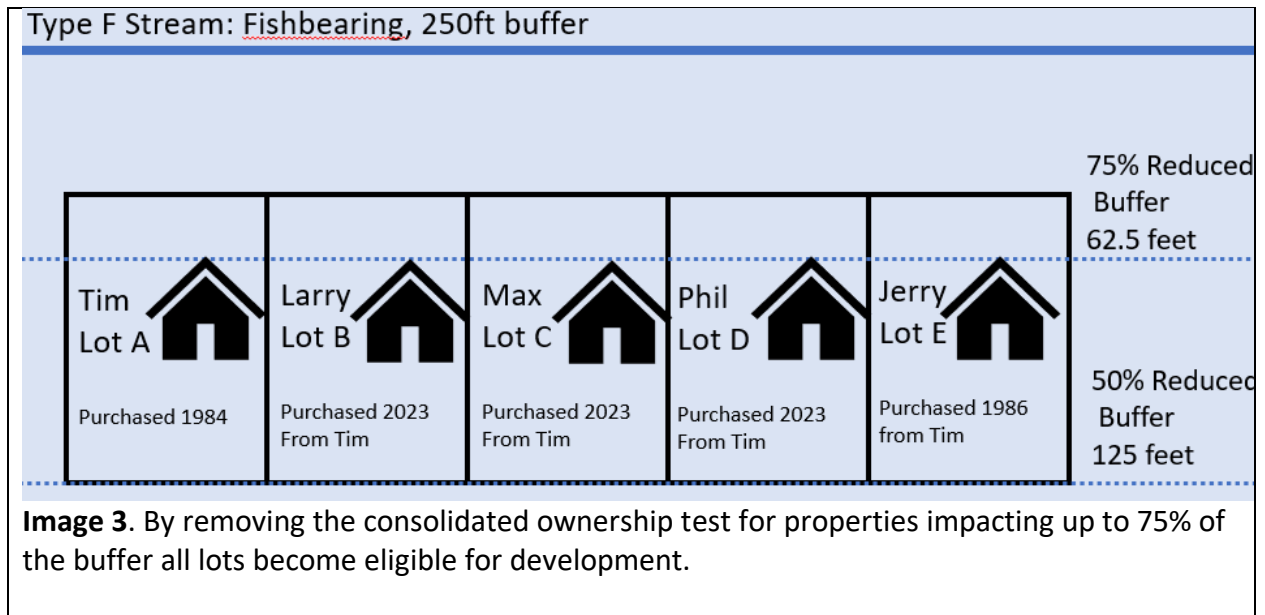 Type F Stream: Fishbearing, 250ft buffer
75% Reduced
Buffer
62.5 feet
Tim
Lot A
Purchased 1984
Larry
Lot B
Purchased 2023
From Tim
Max
Lot C
Purchased 2023
From Tim
Phil
Lot D
Purchased 2023
From Tim
Jerry
Lot E
Purchased 1986
from Tim
50% Reduced
Buffer
125 feet
Image 3. By removing the consolidated ownership test for properties impacting up to 75% of
the buffer all lots become eligible for development.